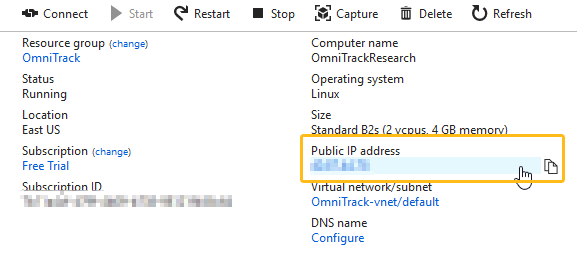 Connect Start Restart Stop Capture Delete Refresh
Resource group (change)
OmniTrack
Status
Running
Location
East US
Subscription (change)
Free Trial
Subscription ID
Computer name
OmniTrackResearch
Operating system
Linux
Size
Standard B2s (2 vcpus, 4 GB memory)
Public IP address
Virtual network/subnet
OmniTrack-vnet/default
DNS name
Configure